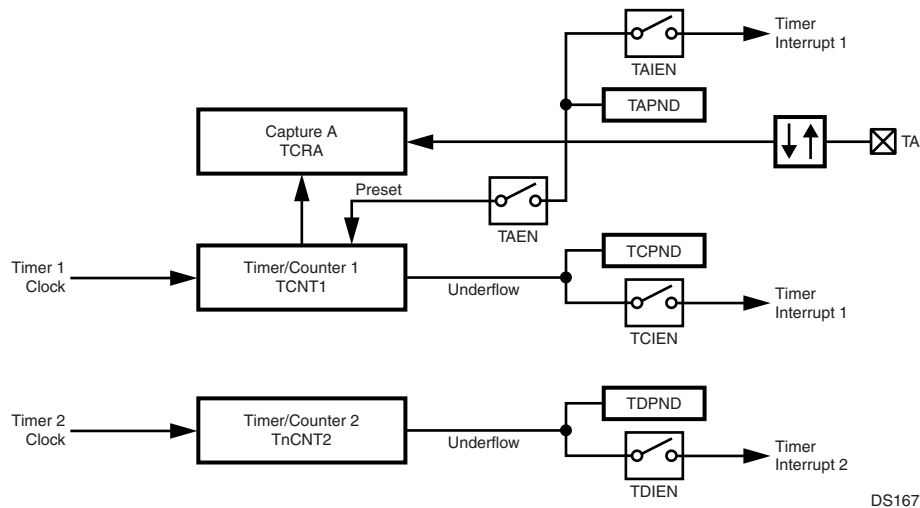 Timer
Interrupt 1
TAIEN
TAPND
Capture A
TCRA
TA
Preset
TAEN
Timer 1
Clock
Timer/Counter 1
TCNT1
Underflow
TCPND
TCIEN
Timer
Interrupt 1
Timer 2
Clock
Timer/Counter 2
TnCNT2
Underflow
TDPND
TDIEN
Timer
Interrupt 2
DS167